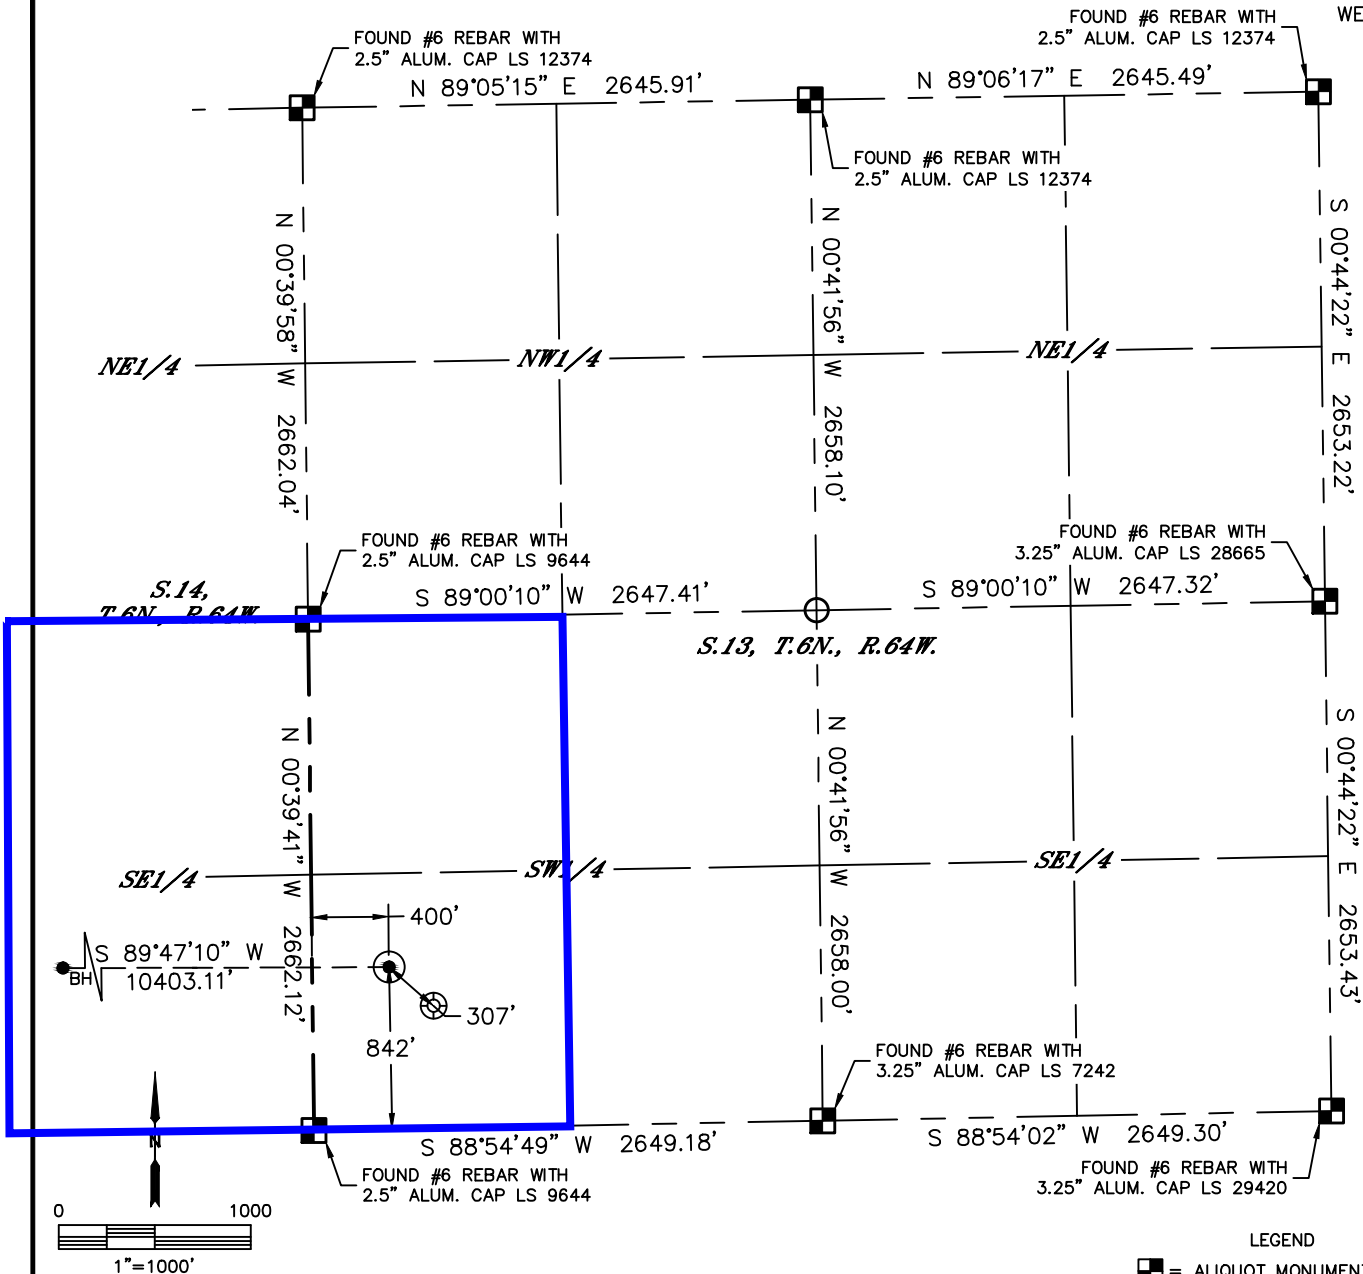 FOUND #6 REBAR WITH
2.5" ALUM. CAP LS 12374
FOUND #6 REBAR WITH
2.5" ALUM. CAP LS 12374
WE
N 89°05'15" E 2645.91'
N 89°06'17" E 2645.49'
FOUND #6 REBAR WITH
2.5" ALUM. CAP LS 12374
N 00°39'58" W 2662.04'
N 00°41'56" W 2658.10'
S 00°44'22" E 2653.22'
NE1/4
NW1/4
NE1/4
FOUND #6 REBAR WITH
2.5" ALUM. CAP LS 9644
FOUND #6 REBAR WITH
3.25" ALUM. CAP LS 28665
S.14,
T.6N., R.64W.
S 89°00'10" W 2647.41'
S 89°00'10" W 2647.32'
S.13, T.6N., R.64W.
N 00°39'41" W 2662.12'
N 00°41'56" W 2658.00'
S 00°44'22" E 2653.43'
SE1/4
SW1/4
SE1/4
400'
S 89°47'10" W
BH
10403.11'
307'
842'
FOUND #6 REBAR WITH
3.25" ALUM. CAP LS 7242
N
S 88°54'49" W 2649.18'
S 88°54'02" W 2649.30'
FOUND #6 REBAR WITH
2.5" ALUM. CAP LS 9644
FOUND #6 REBAR WITH
3.25" ALUM. CAP LS 29420
0 1000
1"=1000'
LEGEND
= ALIQUOT MONUMENT